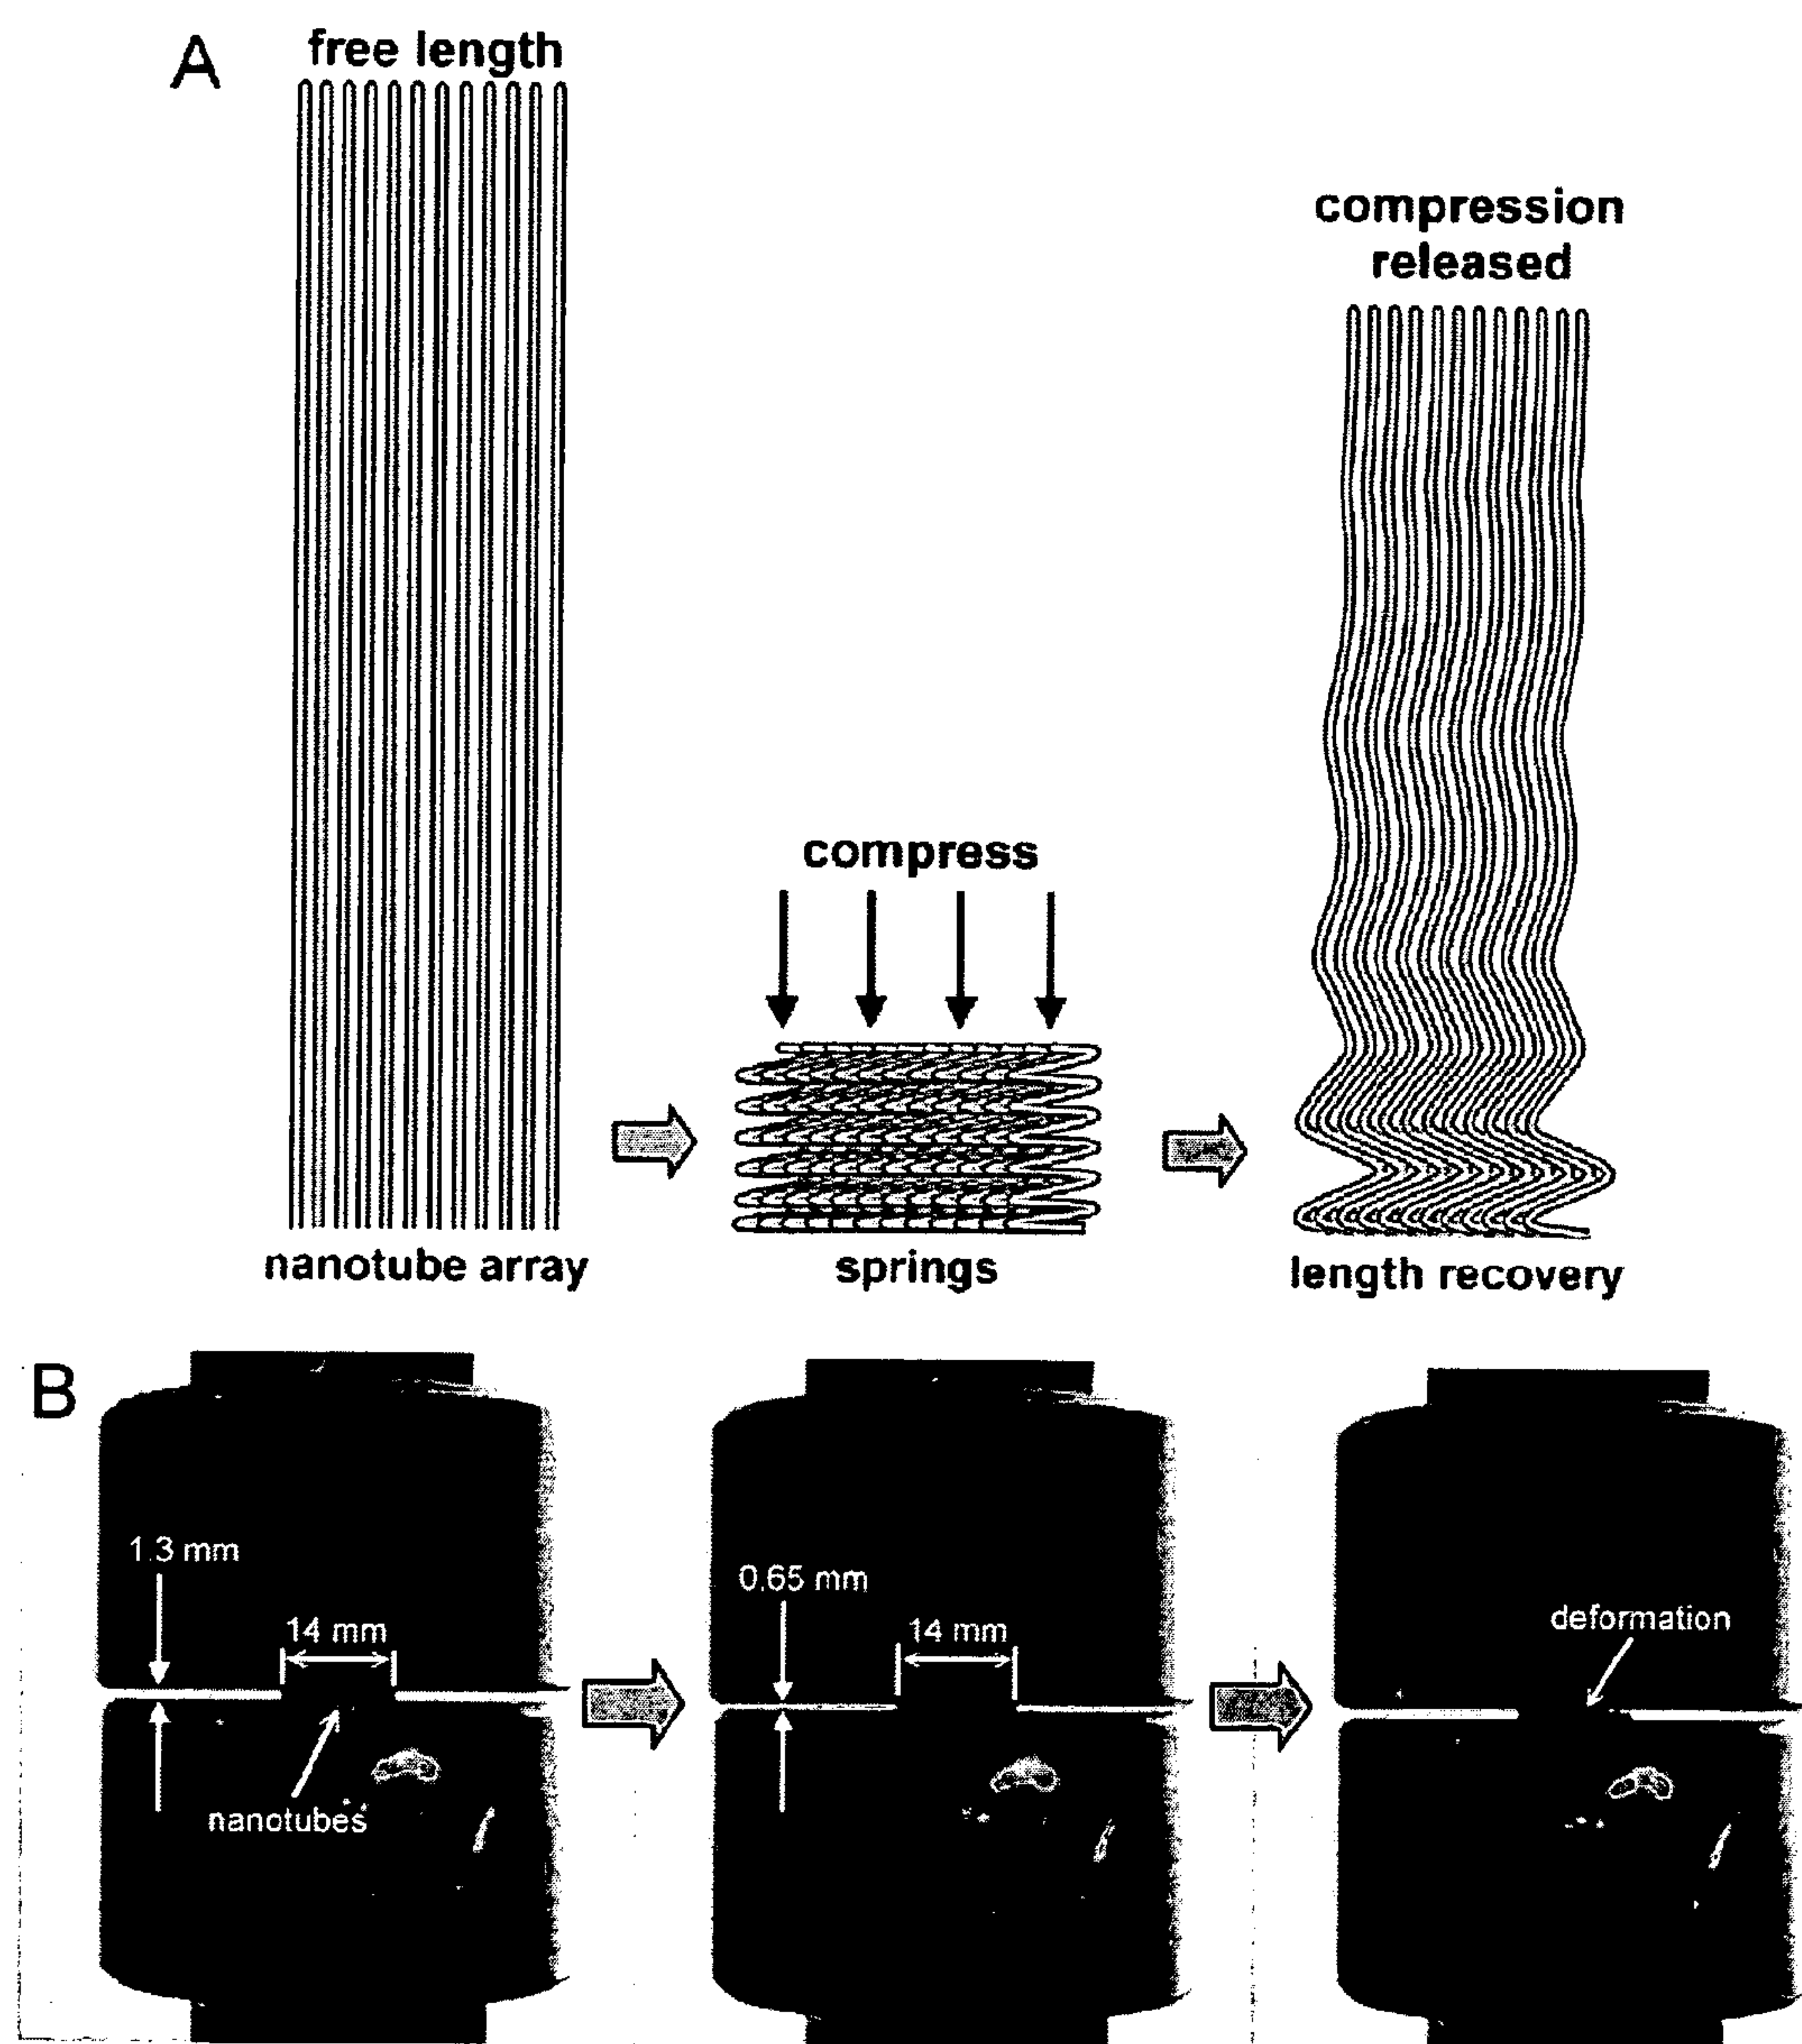 A
free length
compression
released
compress
nanotube array
springs
length recovery
B
1.3 mm
14 mm
nanotubes
0.65 mm
14 mm
deformation